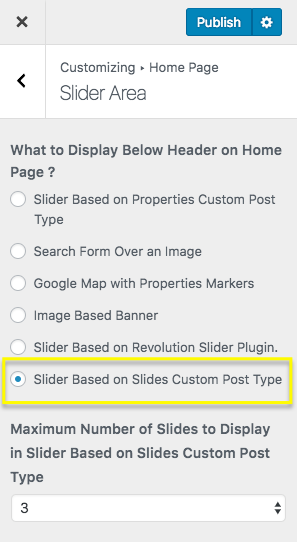 Publish
Customizing ▸ Home Page
Slider Area
What to Display Below Header on Home
Page ?
Slider Based on Properties Custom Post
Type
Search Form Over an Image
Google Map with Properties Markers
Image Based Banner
Slider Based on Revolution Slider Plugin.
Slider Based on Slides Custom Post Type
Maximum Number of Slides to Display
in Slider Based on Slides Custom Post
Type
3